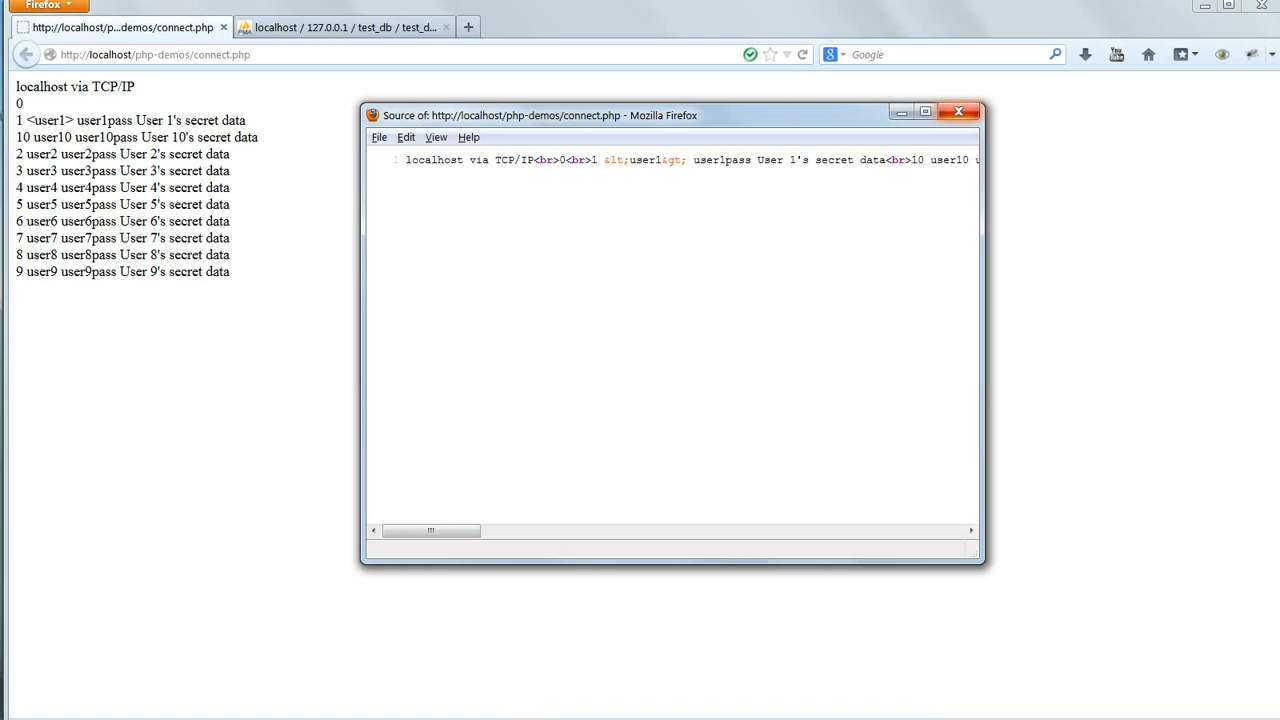 Firefox
http://localhost/p...demos/connect.php
localhost / 127.0.0.1 / test_db / test_d...
http://localhost/php-demos/connect.php
Google
localhost via TCP/IP
0
1 <user1> user1pass User 1's secret data
10 user10 user10pass User 10's secret data
2 user2 user2pass User 2's secret data
3 user3 user3pass User 3's secret data
4 user4 user4pass User 4's secret data
5 user5 user5pass User 5's secret data
6 user6 user6pass User 6's secret data
7 user7 user7pass User 7's secret data
8 user8 user8pass User 8's secret data
9 user9 user9pass User 9's secret data
Source of: http://localhost/php-demos/connect.php - Mozilla Firefox
File Edit View Help
1 localhost via TCP/IP<br>0<br>1 &lt;user1&gt; user1pass User 1's secret data<br>10 user10 u